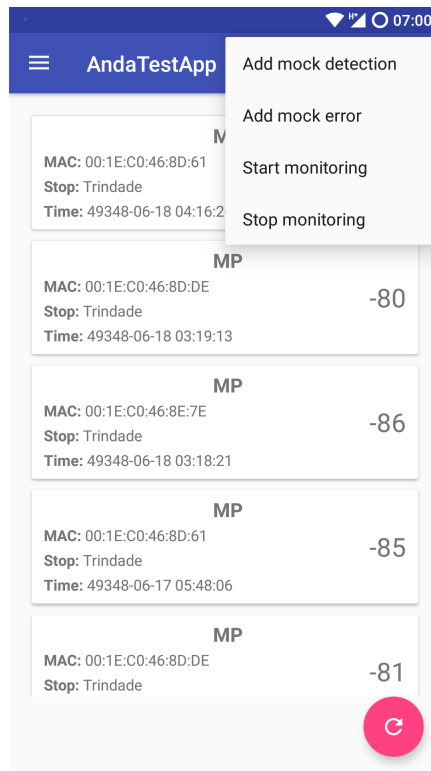 H+ 07:00
AndaTestApp
Add mock detection
Add mock error
Start monitoring
Stop monitoring
MAC: 00:1E:C0:46:8D:61
Stop: Trindade
Time: 49348-06-18 04:16:2
MP
MAC: 00:1E:C0:46:8D:DE
Stop: Trindade
Time: 49348-06-18 03:19:13
-80
MP
MAC: 00:1E:C0:46:8E:7E
Stop: Trindade
Time: 49348-06-18 03:18:21
-86
MP
MAC: 00:1E:C0:46:8D:61
Stop: Trindade
Time: 49348-06-17 05:48:06
-85
MP
MAC: 00:1E:C0:46:8D:DE
Stop: Trindade
-81